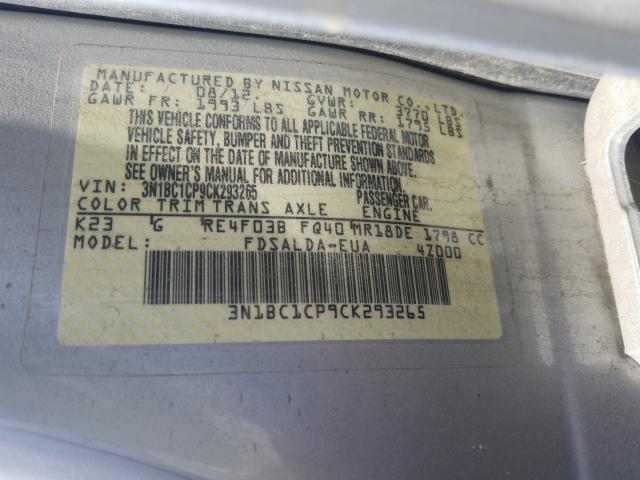 MANUFACTURED BY NISSAN MOTOR CO., LTD.
DATE: 08/12 GVWR: 3770 LBS
GAWR FR: 1993 LBS GAWR RR: 1795 LBS
THIS VEHICLE CONFORMS TO ALL APPLICABLE FEDERAL MOTOR
VEHICLE SAFETY, BUMPER AND THEFT PREVENTION STANDARDS
IN EFFECT ON THE DATE OF MANUFACTURE SHOWN ABOVE.
SEE OWNER'S MANUAL FOR ADDITIONAL INFORMATION
VIN: 3N1BC1CP9CK293265 PASSENGER CAR.
COLOR TRIM TRANS AXLE ENGINE
K23 G RE4F03B FQ40 MR18DE 1798 CC
MODEL: FDSALDA-EUA 4Z000
3N1BC1CP9CK293265